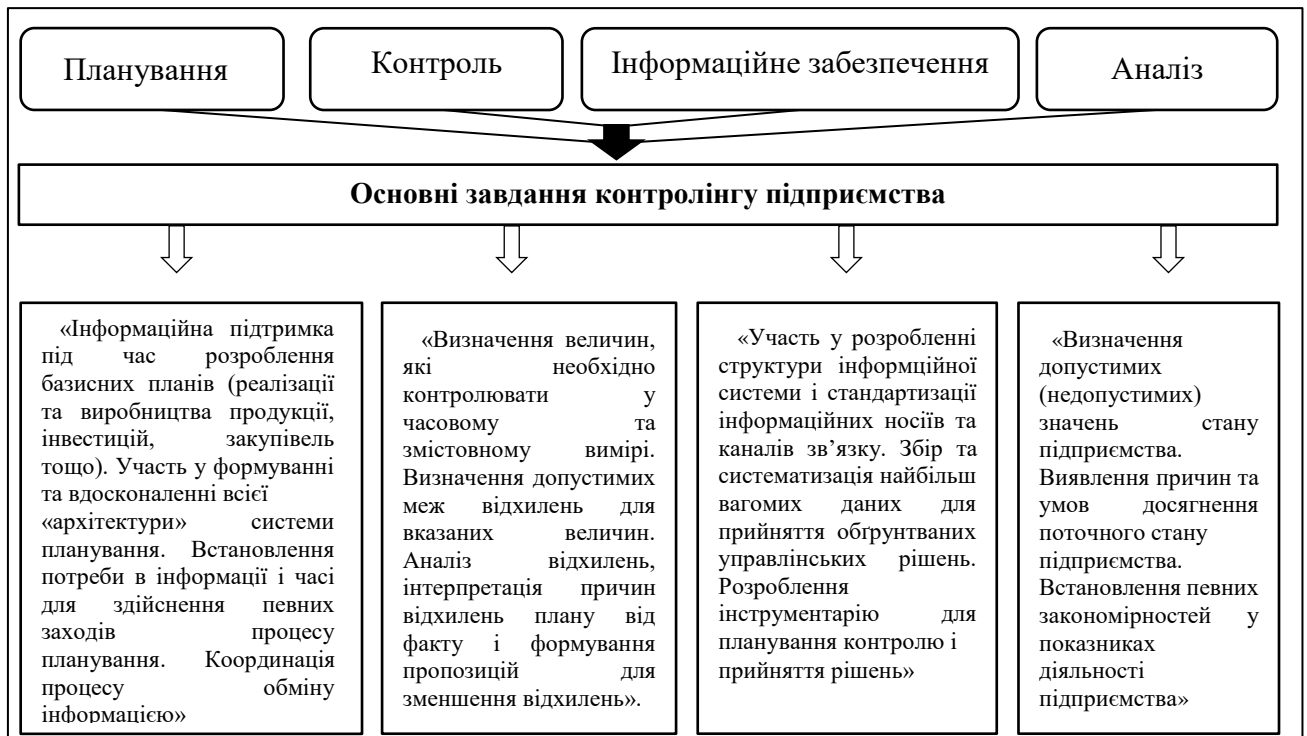 Планування
Контроль
Інформаційне забезпечення
Аналіз
Основні завдання контролінгу підприємства
«Інформаційна підтримка
під час розроблення
базисних планів (реалізації
та виробництва продукції,
інвестицій, закупівель
тощо). Участь у формуванні
та вдосконаленні всієї
«архітектури» системи
планування. Встановлення
потреби в інформації і часі
для здійснення певних
заходів процесу
планування. Координація
процесу обміну
інформацією»
«Визначення величин,
які необхідно
контролювати у
часовому та
змістовному вимірі.
Визначення допустимих
меж відхилень для
вказаних величин.
Аналіз відхилень,
інтерпретація причин
відхилень плану від
факту і формування
пропозицій для
зменшення відхилень».
«Участь у розробленні
структури інформційної
системи і стандартизації
інформаційних носіїв та
каналів зв’язку. Збір та
систематизація найбільш
вагомих даних для
прийняття обґрунтваних
управлінських рішень.
Розроблення
інструментарію для
планування контролю і
прийняття рішень»
«Визначення
допустимих
(недопустимих)
значень стану
підприємства.
Виявлення причин та
умов досягнення
поточного стану
підприємства.
Встановлення певних
закономірностей у
показниках
діяльності
підприємства»